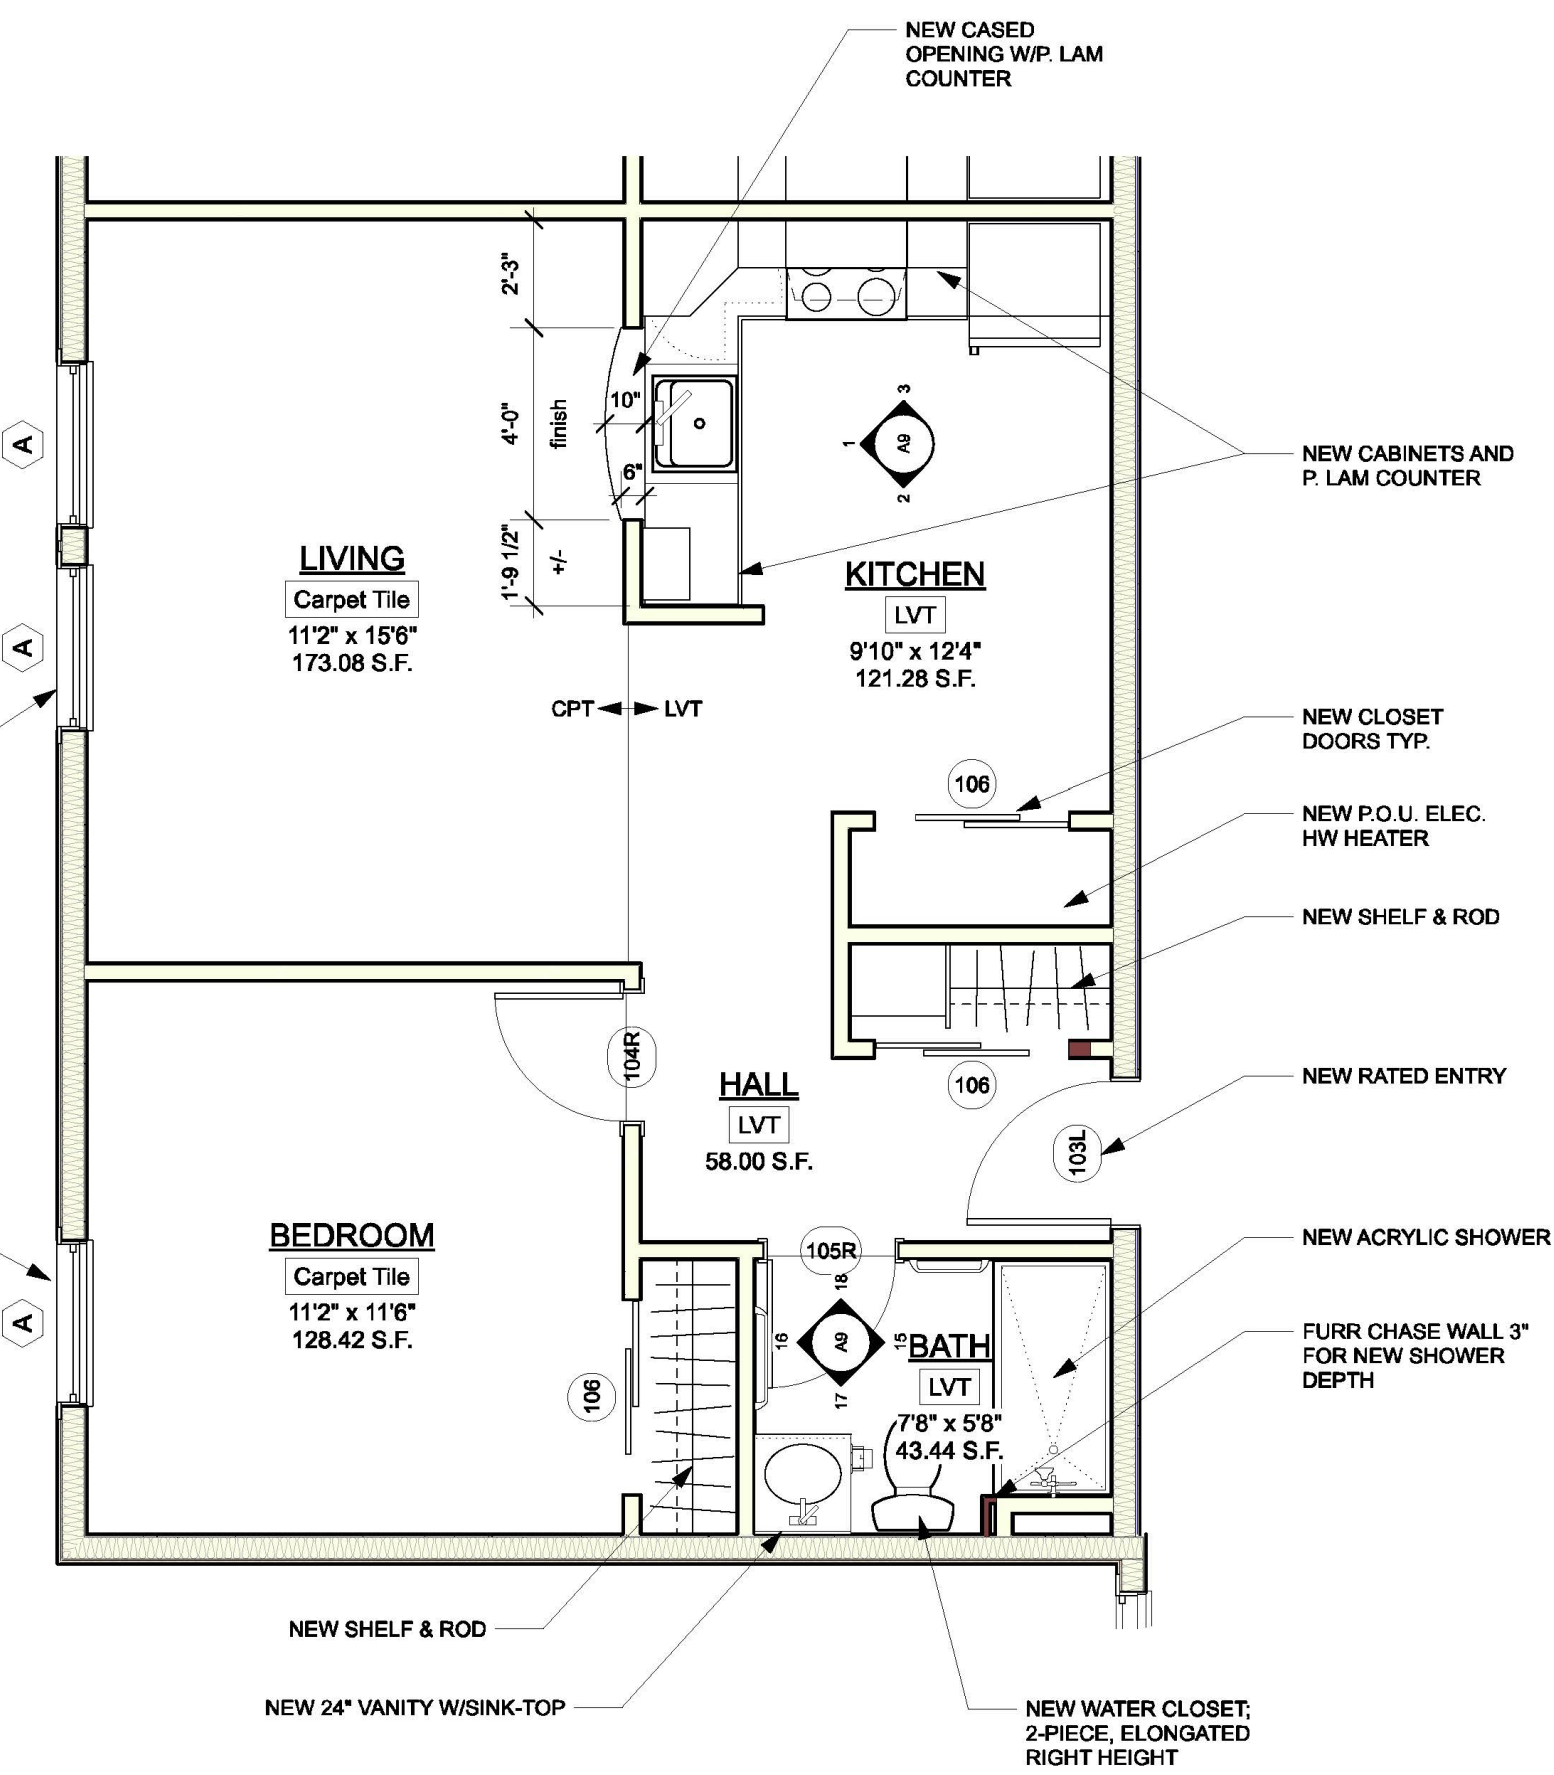 NEW CASED
OPENING W/P. LAM
COUNTER
2'-3"
4'-0"
finish
10"
6"
1'-9 1/2"
+/-
3
1
A9
2
A
A
NEW CABINETS AND
P. LAM COUNTER
LIVING
Carpet Tile
11'2" x 15'6"
173.08 S.F.
KITCHEN
LVT
9'10" x 12'4"
121.28 S.F.
CPT
LVT
NEW CLOSET
DOORS TYP.
106
NEW P.O.U. ELEC.
HW HEATER
NEW SHELF & ROD
104R
106
NEW RATED ENTRY
HALL
LVT
58.00 S.F.
103L
BEDROOM
Carpet Tile
11'2" x 11'6"
128.42 S.F.
A
106
105R
18
16
A9
15
17
BATH
LVT
7'8" x 5'8"
43.44 S.F.
NEW ACRYLIC SHOWER
FURR CHASE WALL 3"
FOR NEW SHOWER
DEPTH
NEW SHELF & ROD
NEW 24" VANITY W/SINK-TOP
NEW WATER CLOSET;
2-PIECE, ELONGATED
RIGHT HEIGHT